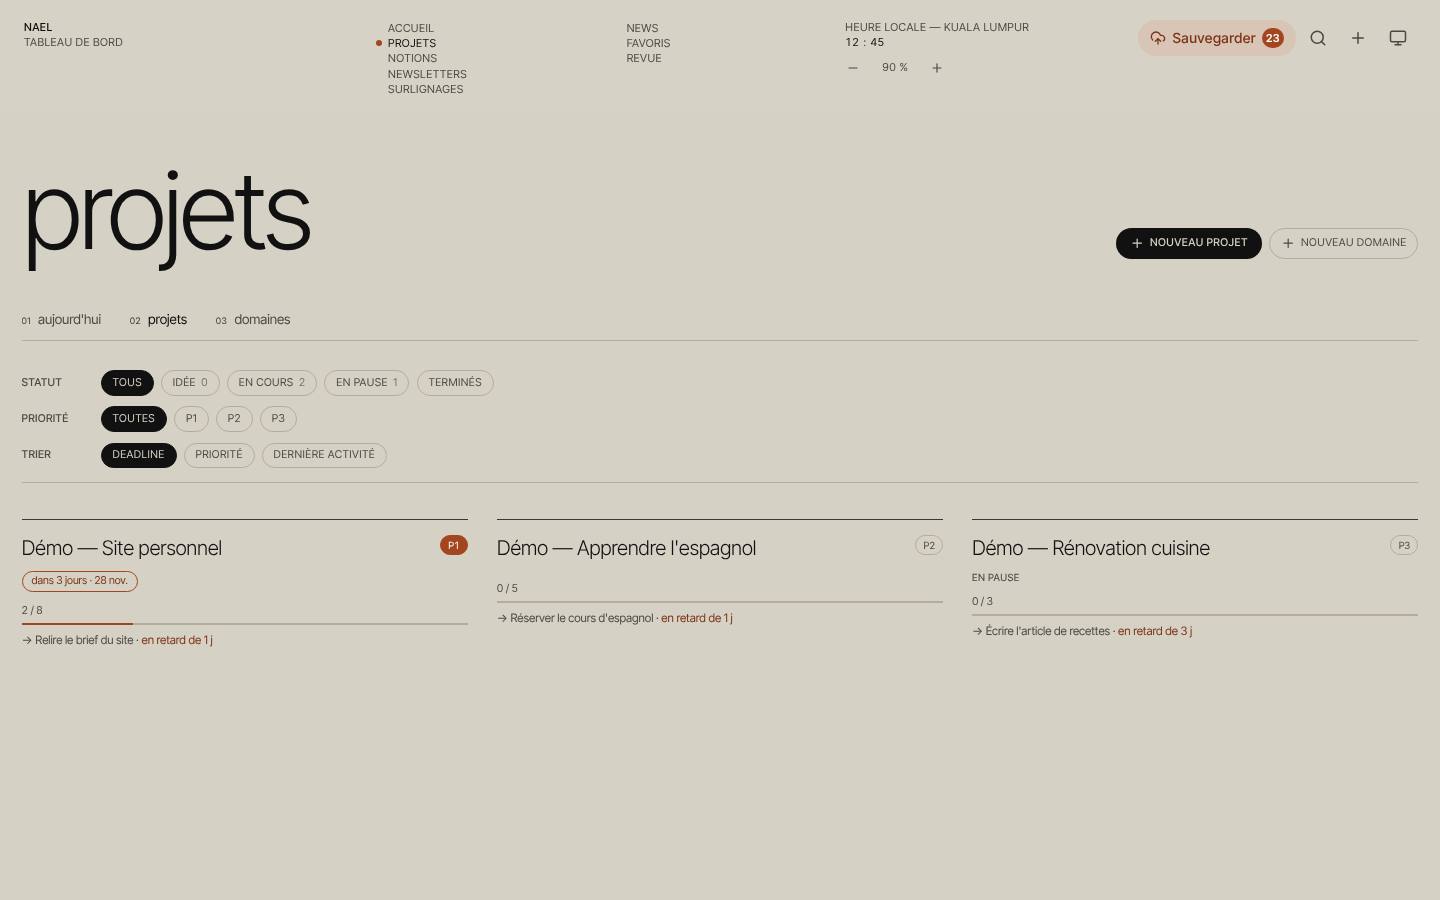 NAEL
TABLEAU DE BORD
ACCUEIL
PROJETS
NOTIONS
NEWSLETTERS
SURLIGNAGES
NEWS
FAVORIS
REVUE
HEURE LOCALE — KUALA LUMPUR
12 : 45
90 %
Sauvegarder 23
projets
NOUVEAU PROJET
NOUVEAU DOMAINE
01 aujourd'hui 02 projets 03 domaines
STATUT TOUS IDÉE 0 EN COURS 2 EN PAUSE 1 TERMINÉS
PRIORITÉ TOUTES P1 P2 P3
TRIER DEADLINE PRIORITÉ DERNIÈRE ACTIVITÉ
Démo — Site personnel P1
dans 3 jours · 28 nov.
2 / 8
→ Relire le brief du site · en retard de 1 j
Démo — Apprendre l'espagnol P2
0 / 5
→ Réserver le cours d'espagnol · en retard de 1 j
Démo — Rénovation cuisine P3
EN PAUSE
0 / 3
→ Écrire l'article de recettes · en retard de 3 j